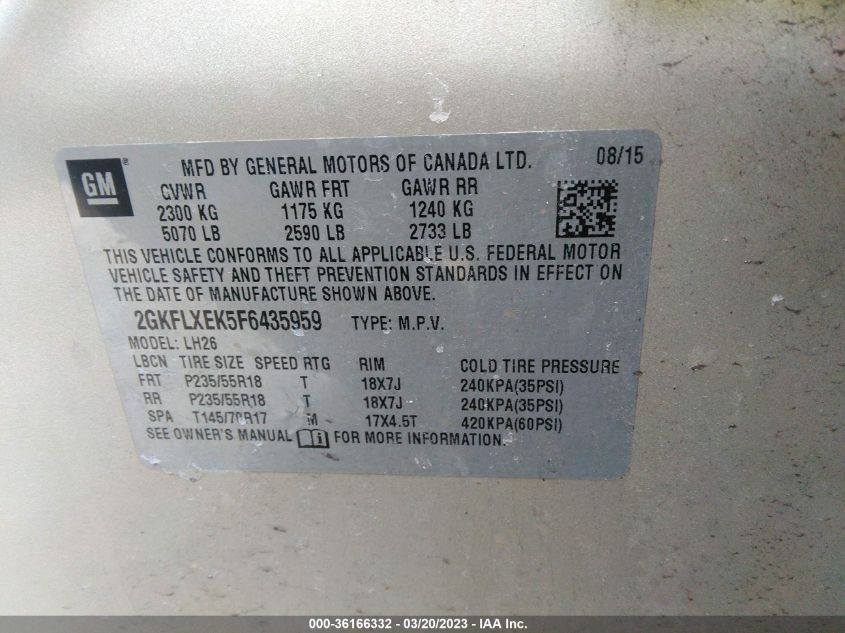 GM ®
MFD BY GENERAL MOTORS OF CANADA LTD. 08/15
GVWR GAWR FRT GAWR RR
2300 KG 1175 KG 1240 KG
5070 LB 2590 LB 2733 LB
THIS VEHICLE CONFORMS TO ALL APPLICABLE U.S. FEDERAL MOTOR
VEHICLE SAFETY AND THEFT PREVENTION STANDARDS IN EFFECT ON
THE DATE OF MANUFACTURE SHOWN ABOVE.
2GKFLXEK5F6435959 TYPE: M.P.V.
MODEL: LH26
LBCN TIRE SIZE SPEED RTG RIM COLD TIRE PRESSURE
FRT P235/55R18 T 18X7J 240KPA(35PSI)
RR P235/55R18 T 18X7J 240KPA(35PSI)
SPA T145/70R17 M 17X4.5T 420KPA(60PSI)
SEE OWNER'S MANUAL FOR MORE INFORMATION.
000-36166332 - 03/20/2023 - IAA Inc.